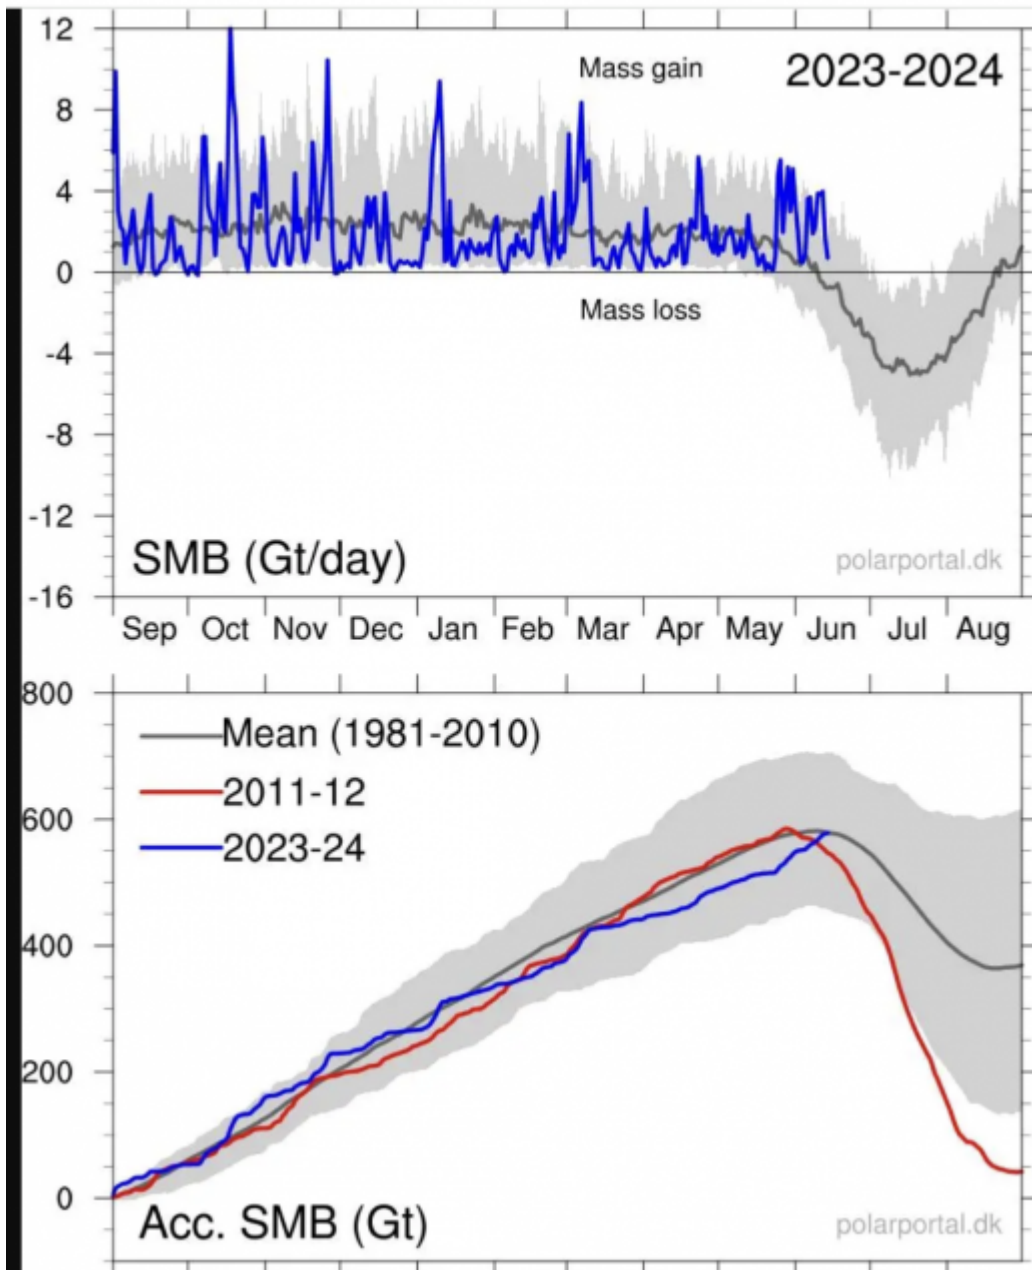 12
Mass gain
2023-2024
8
4
0
Mass loss
-4
-8
-12
SMB (Gt/day)
polarportal.dk
-16
Sep Oct Nov Dec Jan Feb Mar Apr May Jun Jul Aug
800
Mean (1981-2010)
2011-12
600
2023-24
400
200
0
Acc. SMB (Gt)
polarportal.dk